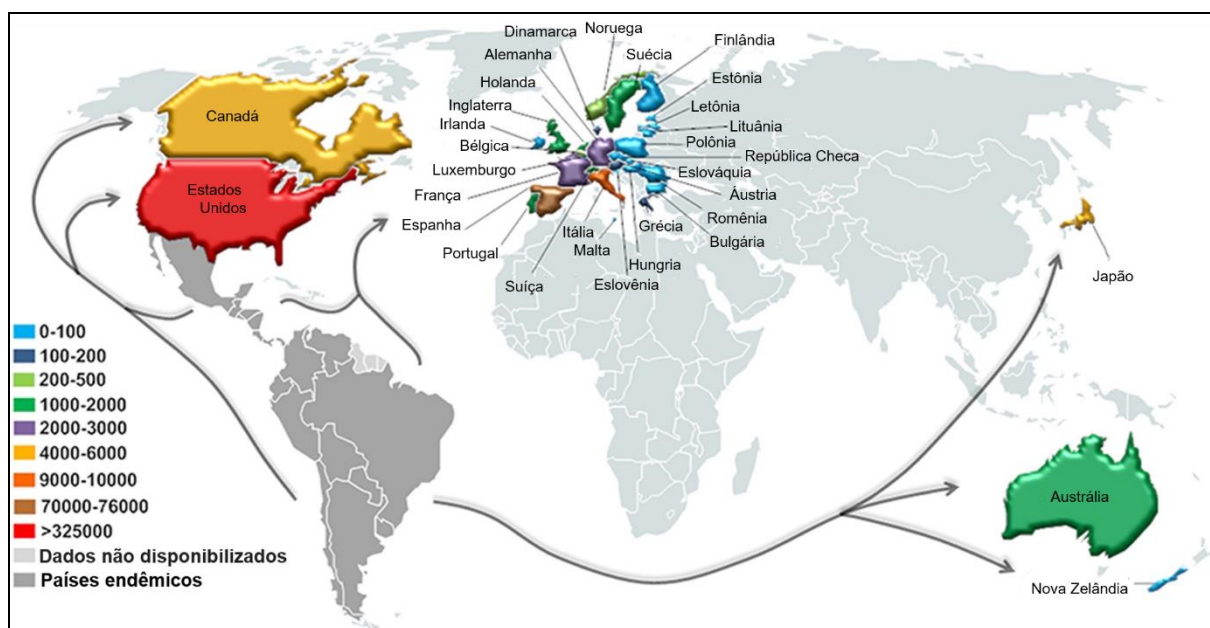 Noruega
Dinamarca
Finlândia
Alemanha
Suécia
Holanda
Estônia
Inglaterra
Letônia
Irlanda
Lituânia
Bélgica
Polônia
Luxemburgo
República Checa
Eslováquia
França
Áustria
Espanha
Romênia
Itália
Grécia
Portugal
Malta
Bulgária
Hungria
Suíça
Eslovênia
Canadá
Estados
Unidos
Japão
Austrália
Nova Zelândia
0-100
100-200
200-500
1000-2000
2000-3000
4000-6000
9000-10000
70000-76000
>325000
Dados não disponibilizados
Países endêmicos